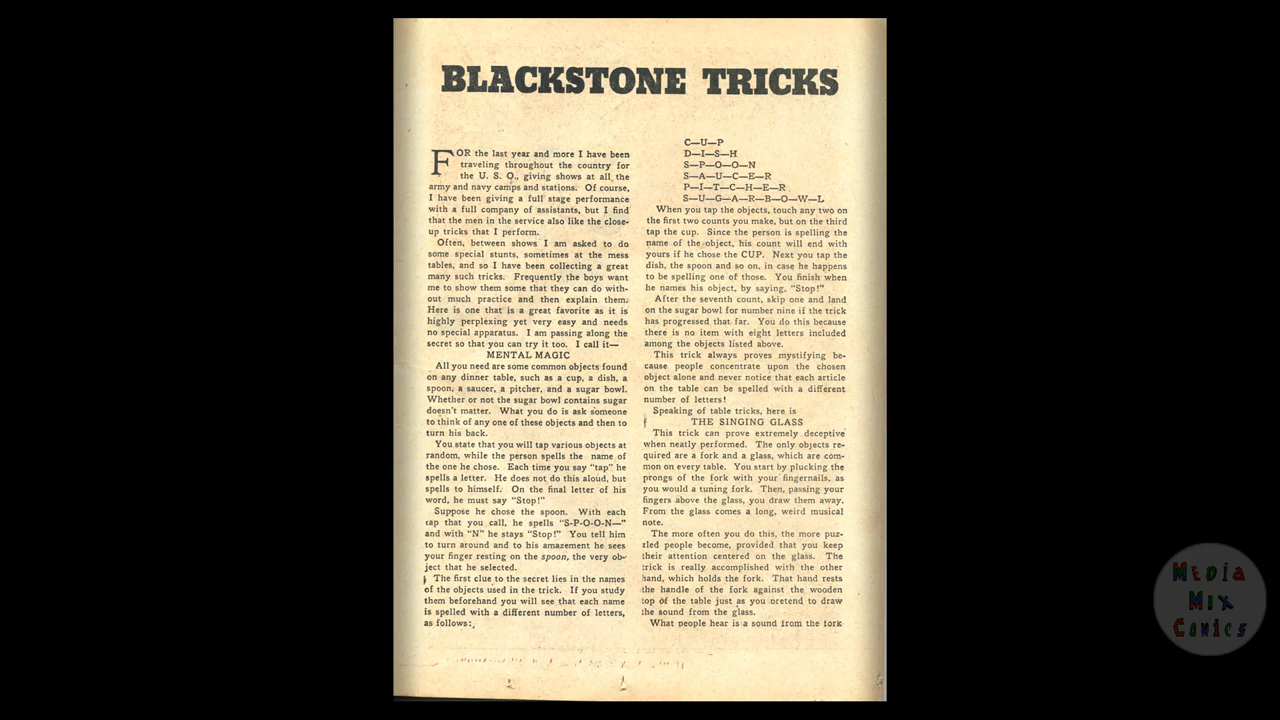 BLACKSTONE TRICKS
FOR the last year and more I have been
traveling throughout the country for
the U. S. O., giving shows at all the
army and navy camps and stations. Of course,
I have been giving a full stage performance
with a full company of assistants, but I find
that the men in the service also like the close-
up tricks that I perform.
Often, between shows I am asked to do
some special stunts, sometimes at the mess
tables, and so I have been collecting a great
many such tricks. Frequently the boys want
me to show them some that they can do with-
out much practice and then explain them.
Here is one that is a great favorite as it is
highly perplexing yet very easy and needs
no special apparatus. I am passing along the
secret so that you can try it too. I call it—
MENTAL MAGIC
All you need are some common objects found
on any dinner table, such as a cup, a dish, a
spoon, a saucer, a pitcher, and a sugar bowl.
Whether or not the sugar bowl contains sugar
doesn't matter. What you do is ask someone
to think of any one of these objects and then to
turn his back.
You state that you will tap various objects at
random, while the person spells the name of
the one he chose. Each time you say "tap" he
spells a letter. He does not do this aloud, but
spells to himself. On the final letter of his
word, he must say "Stop!"
Suppose he chose the spoon. With each
tap that you call, he spells "S-P-O-O-N—"
and with "N" he stays "Stop!" You tell him
to turn around and to his amazement he sees
your finger resting on the spoon, the very ob-
ject that he selected.
The first clue to the secret lies in the names
of the objects used in the trick. If you study
them beforehand you will see that each name
is spelled with a different number of letters,
as follows:
C—U—P
D—I—S—H
S—P—O—O—N
S—A—U—C—E—R
P—I—T—C—H—E—R
S—U—G—A—R—B—O—W—L
When you tap the objects, touch any two on
the first two counts you make, but on the third
tap the cup. Since the person is spelling the
name of the object, his count will end with
yours if he chose the CUP. Next you tap the
dish, the spoon and so on, in case he happens
to be spelling one of those. You finish when
he names his object, by saying, "Stop!"
After the seventh count, skip one and land
on the sugar bowl for number nine if the trick
has progressed that far. You do this because
there is no item with eight letters included
among the objects listed above.
This trick always proves mystifying be-
cause people concentrate upon the chosen
object alone and never notice that each article
on the table can be spelled with a different
number of letters!
Speaking of table tricks, here is
THE SINGING GLASS
This trick can prove extremely deceptive
when neatly performed. The only objects re-
quired are a fork and a glass, which are com-
mon on every table. You start by plucking the
prongs of the fork with your fingernails, as
you would a tuning fork. Then, passing your
fingers above the glass, you draw them away.
From the glass comes a long, weird musical
note.
The more often you do this, the more puz-
zled people become, provided that you keep
their attention centered on the glass. The
trick is really accomplished with the other
hand, which holds the fork. That hand rests
the handle of the fork against the wooden
top of the table just as you pretend to draw
the sound from the glass.
What people hear is a sound from the fork
MEDIA
MIX
COMICS